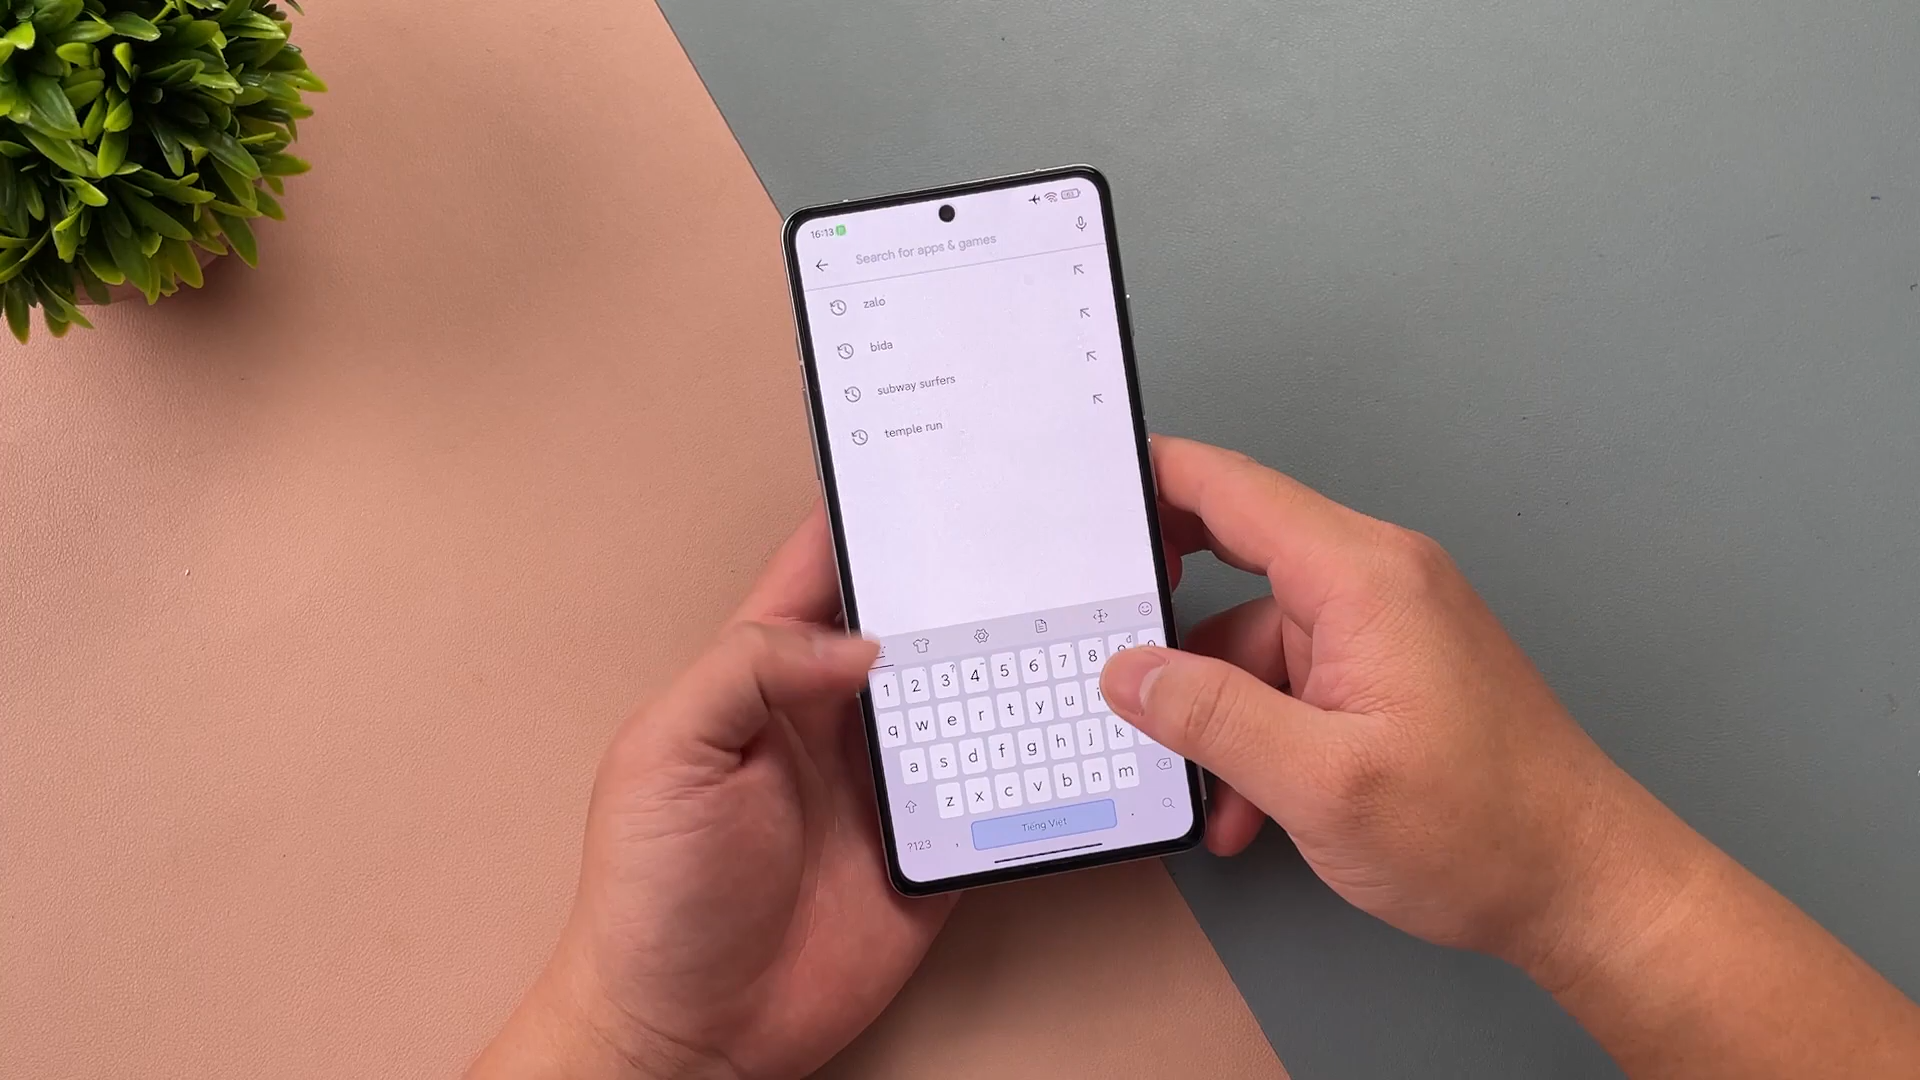 16:13
Search for apps & games
zalo
bida
subway surfers
temple run
1 2 3 4 5 6 7 8
q w e r t y u i
a s d f g h j k
z x c v b n m
?123 , Tiếng Việt .